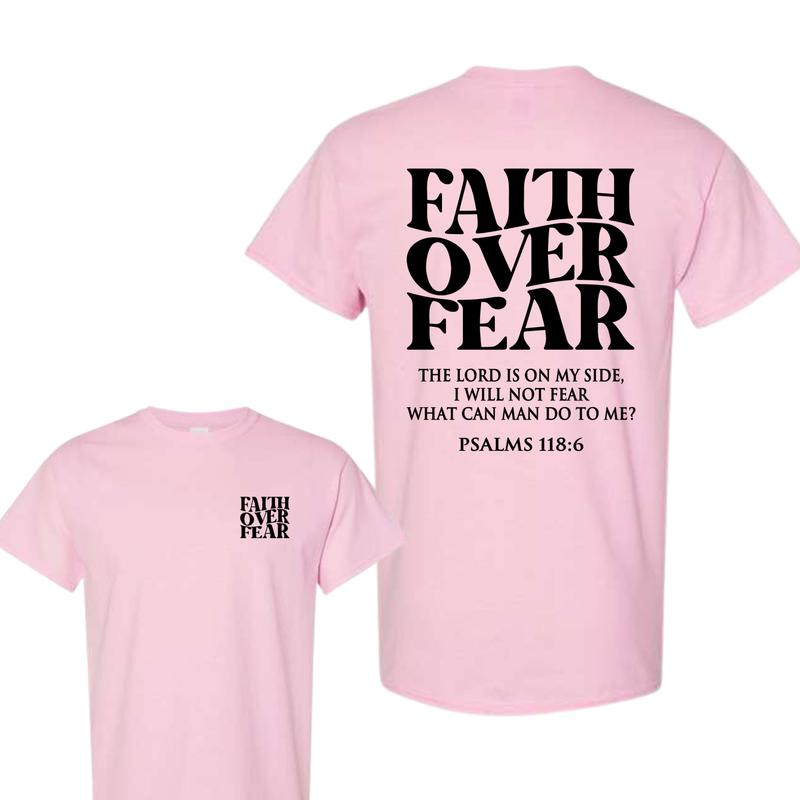 FAITH
OVER
FEAR
THE LORD IS ON MY SIDE,
I WILL NOT FEAR
WHAT CAN MAN DO TO ME?
PSALMS 118:6
FAITH
OVER
FEAR